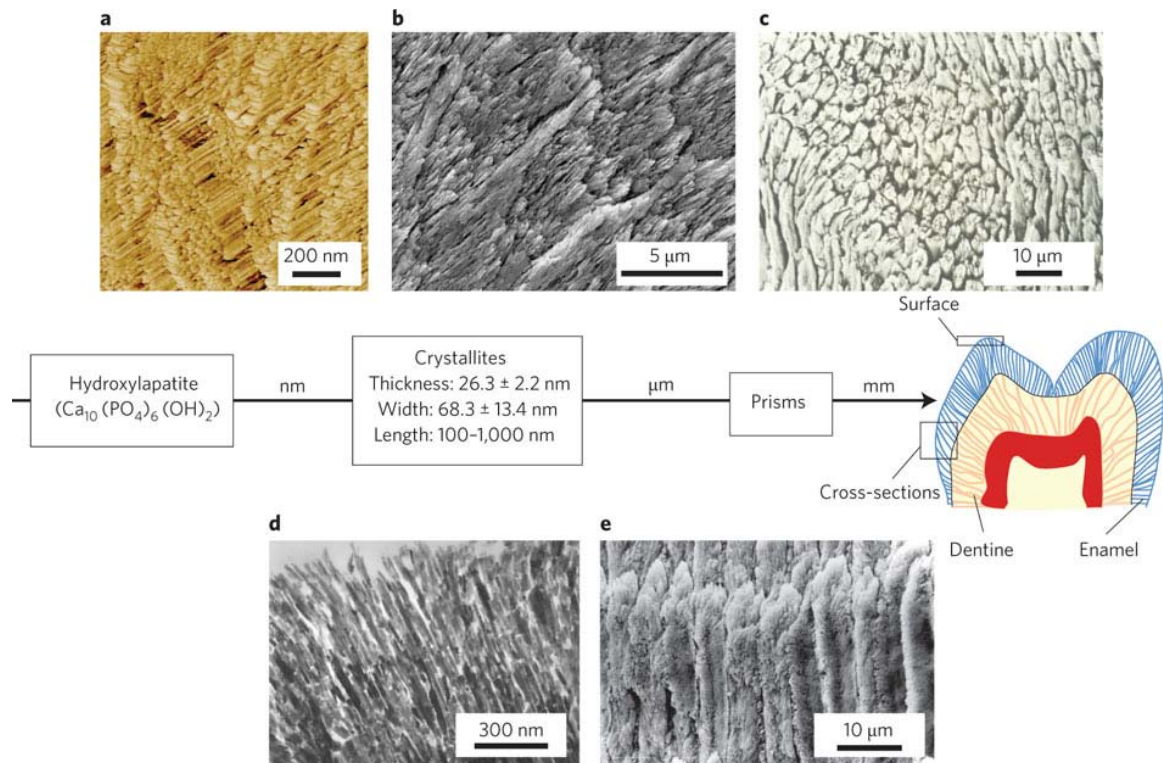 a
b
c
200 nm
5 μm
10 μm
Surface
Hydroxylapatite
(Ca₁₀(PO₄)₆(OH)₂)
nm
Crystallites
Thickness: 26.3 ± 2.2 nm
Width: 68.3 ± 13.4 nm
Length: 100–1,000 nm
μm
Prisms
mm
Cross-sections
Dentine
Enamel
d
e
300 nm
10 μm